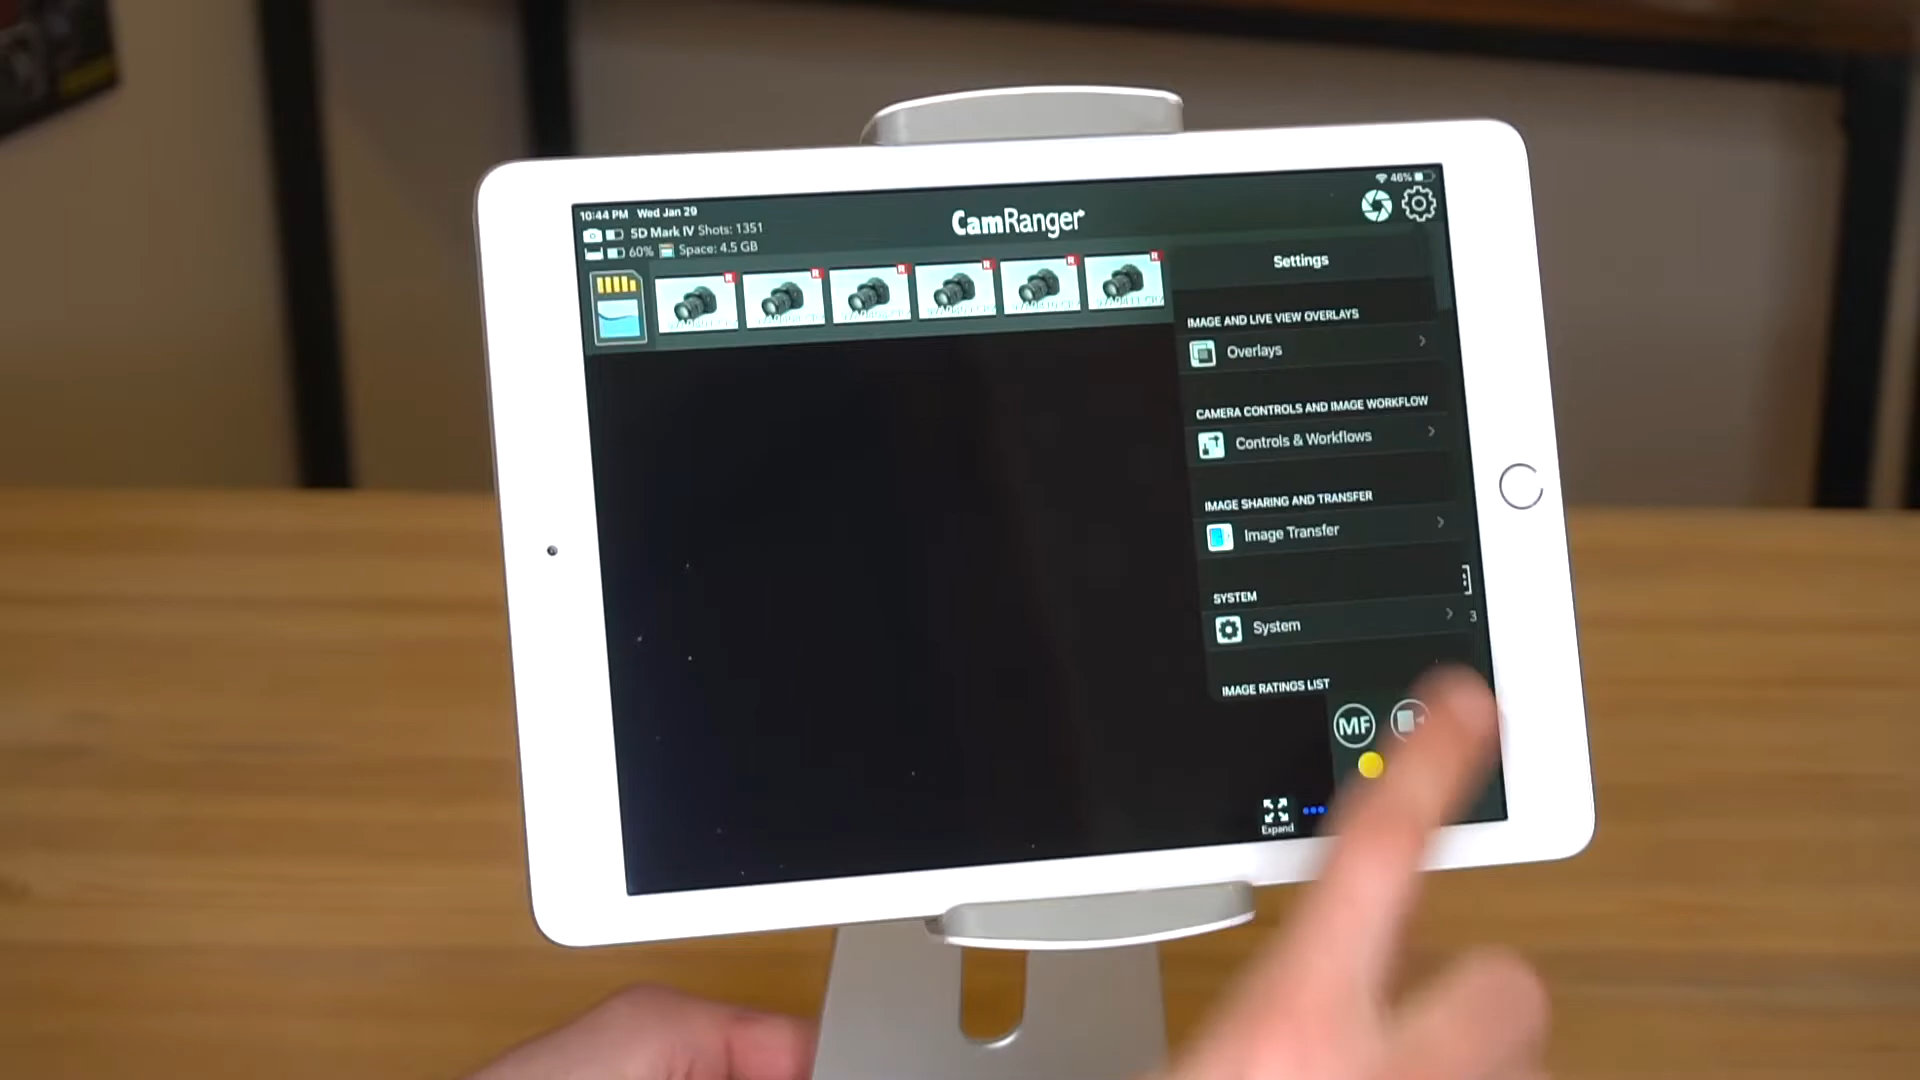 10:44 PM Wed Jan 29
46%
5D Mark IV Shots: 1351
60% Space: 4.5 GB
CamRanger
R R R R R R
Settings
IMAGE AND LIVE VIEW OVERLAYS
Overlays
CAMERA CONTROLS AND IMAGE WORKFLOW
Controls & Workflows
IMAGE SHARING AND TRANSFER
Image Transfer
SYSTEM
System
3
IMAGE RATINGS LIST
MF
Expand